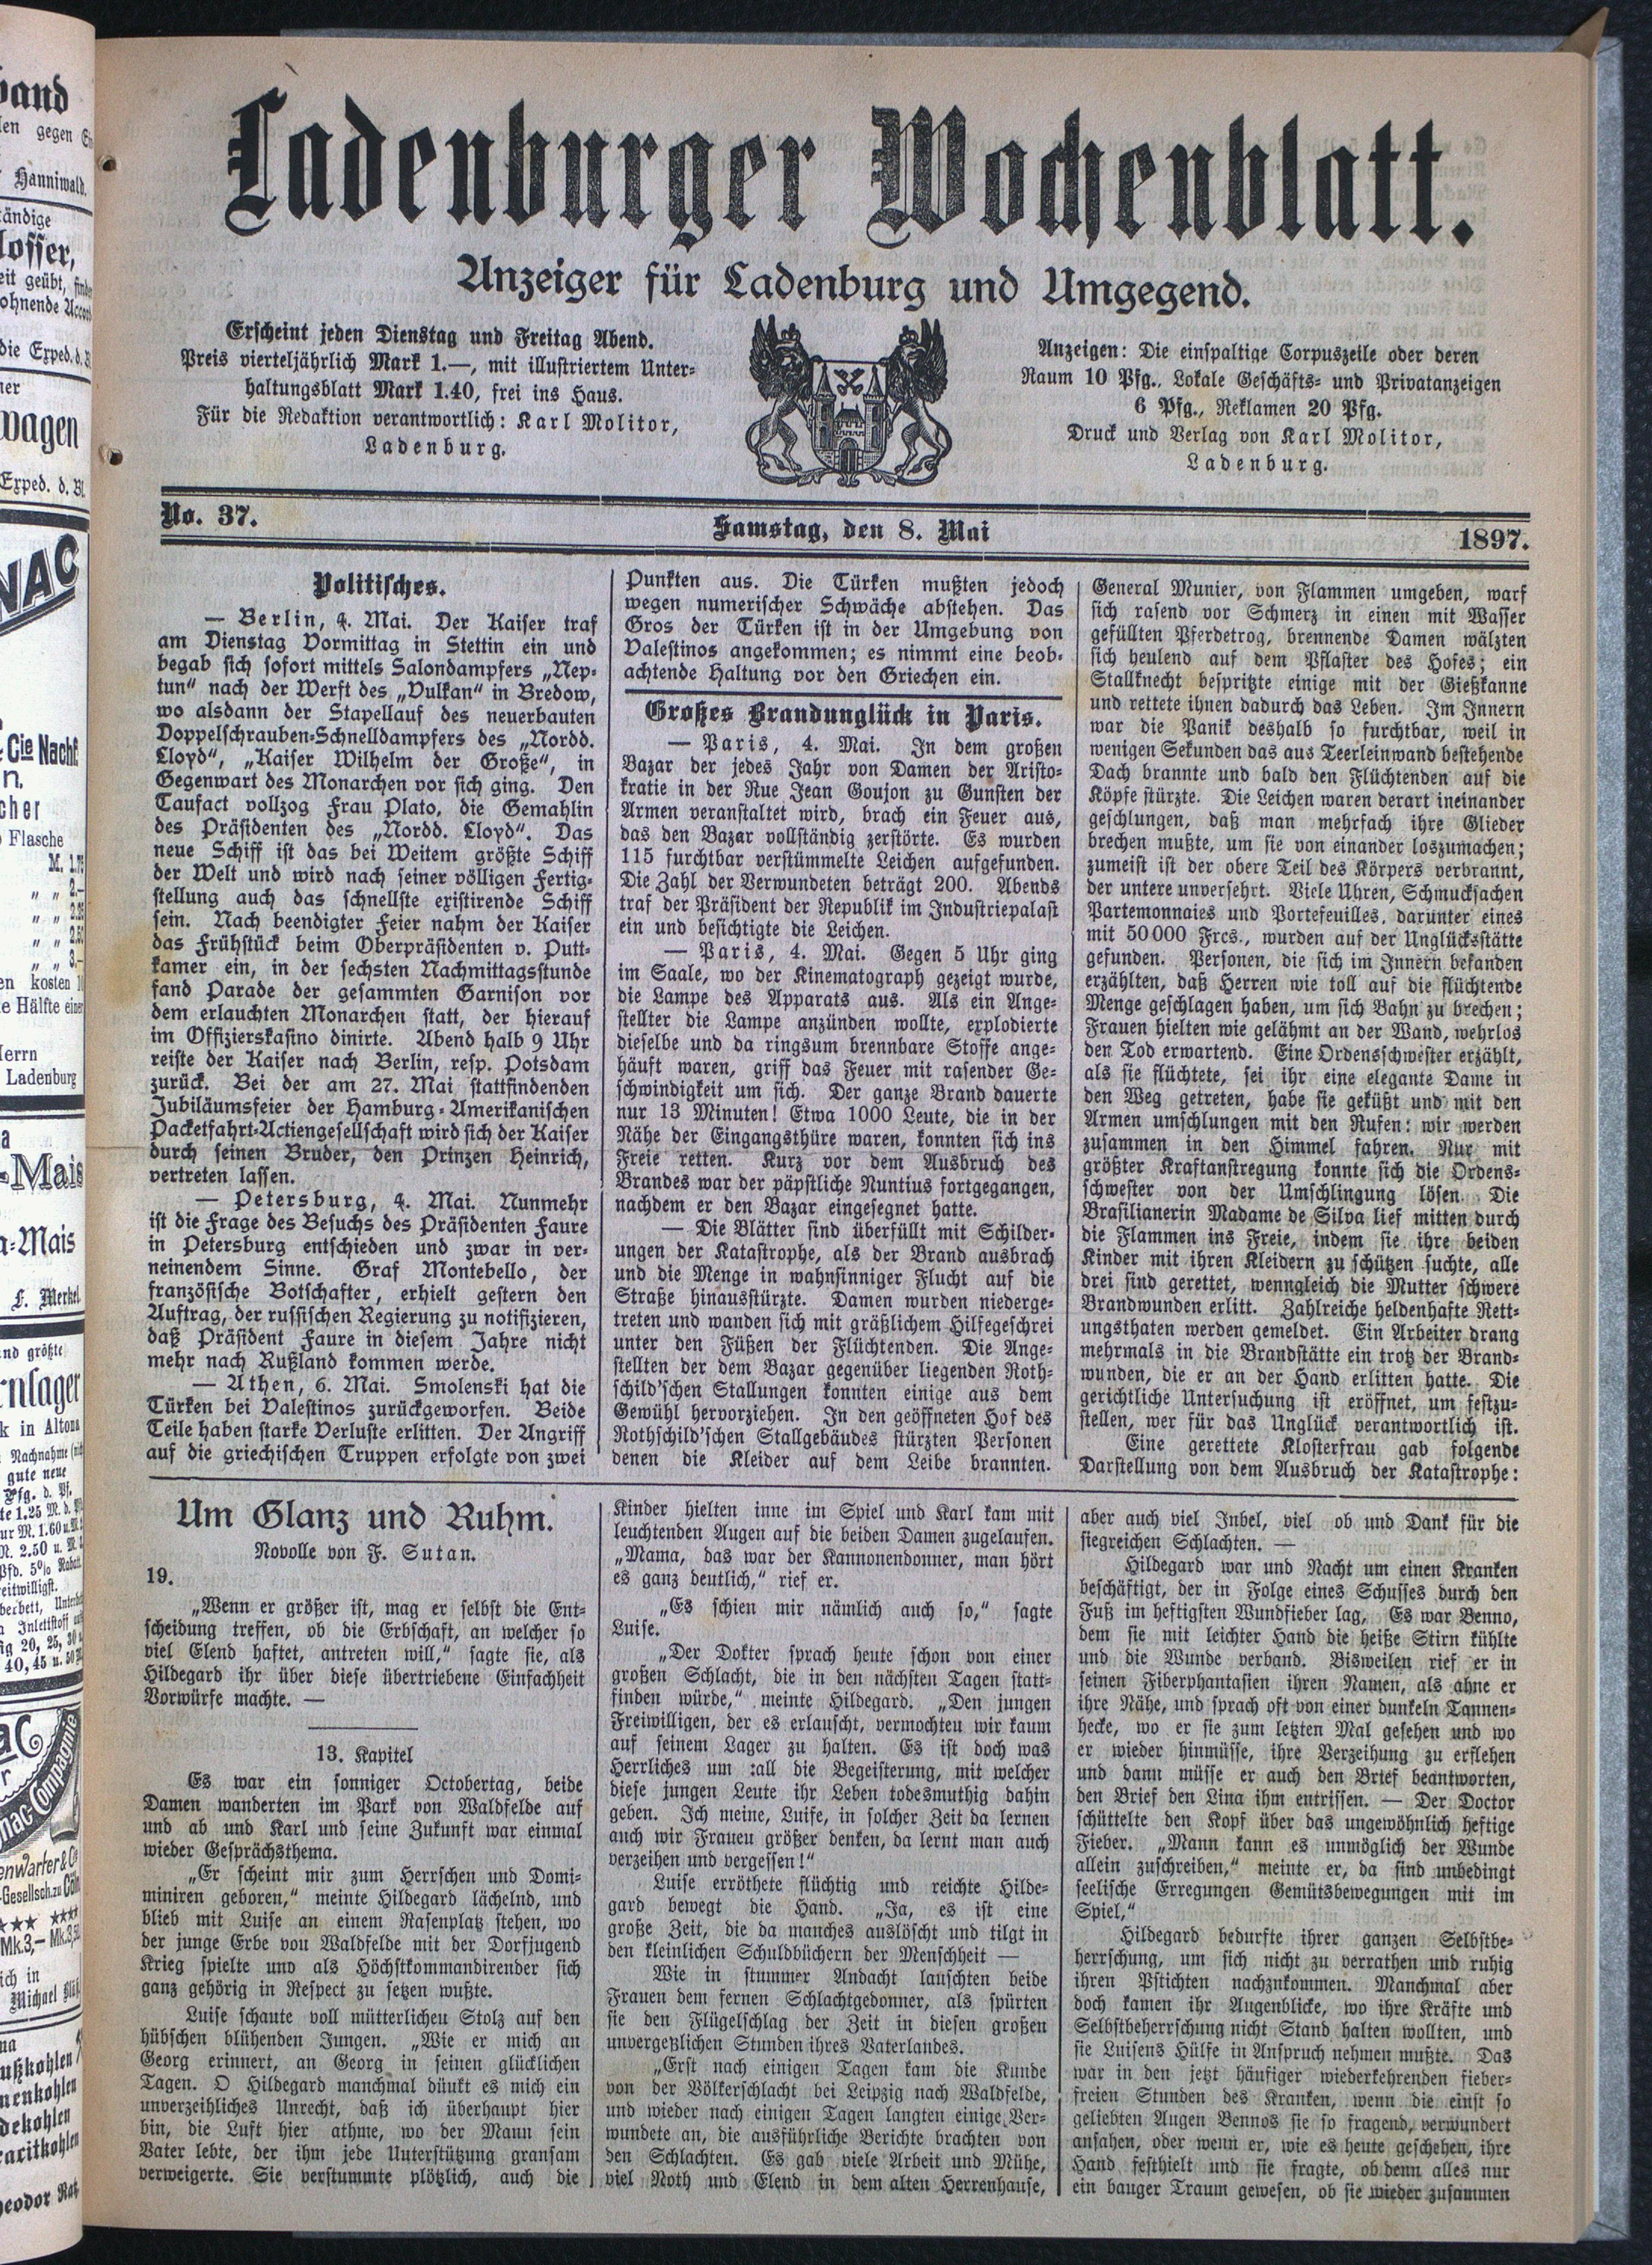 Ladenburger Wochenblatt.
Anzeiger für Ladenburg und Umgegend.
Erscheint jeden Dienstag und Freitag Abend.
Preis vierteljährlich Mark 1.—, mit illustriertem Unter-
haltungsblatt Mark 1.40, frei ins Haus.
Für die Redaktion verantwortlich: Karl Molitor,
Ladenburg.
Anzeigen: Die einspaltige Corpuszeile oder deren
Raum 10 Pfg., Lokale Geschäfts- und Privatanzeigen
6 Pfg., Reklamen 20 Pfg.
Druck und Verlag von Karl Molitor,
Ladenburg.
No. 37.
Samstag, den 8. Mai
1897.
Politisches.
— Berlin, 4. Mai. Der Kaiser traf
am Dienstag Vormittag in Stettin ein und
begab sich sofort mittels Salondampfers „Nep-
tun“ nach der Werft des „Vulkan“ in Bredow,
wo alsdann der Stapellauf des neuerbauten
Doppelschrauben-Schnelldampfers des „Nordd.
Cloyd“, „Kaiser Wilhelm der Große“, in
Gegenwart des Monarchen vor sich ging. Den
Taufact vollzog Frau Plato, die Gemahlin
des Präsidenten des „Nordd. Cloyd“. Das
neue Schiff ist das bei Weitem größte Schiff
der Welt und wird nach seiner völligen Fertig-
stellung auch das schnellste existirende Schiff
sein. Nach beendigter Feier nahm der Kaiser
das Frühstück beim Oberpräsidenten v. Putt-
kamer ein, in der sechsten Nachmittagsstunde
fand Parade der gesammten Garnison vor
dem erlauchten Monarchen statt, der hierauf
im Offizierskasino dinirte. Abend halb 9 Uhr
reiste der Kaiser nach Berlin, resp. Potsdam
zurück. Bei der am 27. Mai stattfindenden
Jubiläumsfeier der Hamburg-Amerikanischen
Packetfahrt-Actiengesellschaft wird sich der Kaiser
durch seinen Bruder, den Prinzen Heinrich,
vertreten lassen.
— Petersburg, 4. Mai. Nunmehr
ist die Frage des Besuchs des Präsidenten Faure
in Petersburg entschieden und zwar in ver-
neinendem Sinne. Graf Montebello, der
französische Botschafter, erhielt gestern den
Auftrag, der russischen Regierung zu notifizieren,
daß Präsident Faure in diesem Jahre nicht
mehr nach Rußland kommen werde.
— Athen, 6. Mai. Smolenski hat die
Türken bei Valestinos zurückgeworfen. Beide
Teile haben starke Verluste erlitten. Der Angriff
auf die griechischen Truppen erfolgte von zwei
Punkten aus. Die Türken mußten jedoch
wegen numerischer Schwäche abstehen. Das
Gros der Türken ist in der Umgebung von
Valestinos angekommen; es nimmt eine beob-
achtende Haltung vor den Griechen ein.
Großes Brandunglück in Paris.
— Paris, 4. Mai. In dem großen
Bazar der jedes Jahr von Damen der Aristo-
kratie in der Rue Jean Goujon zu Gunsten der
Armen veranstaltet wird, brach ein Feuer aus,
das den Bazar vollständig zerstörte. Es wurden
115 furchtbar verstümmelte Leichen aufgefunden.
Die Zahl der Verwundeten beträgt 200. Abends
traf der Präsident der Republik im Industriepalast
ein und besichtigte die Leichen.
— Paris, 4. Mai. Gegen 5 Uhr ging
im Saale, wo der Kinematograph gezeigt wurde,
die Lampe des Apparats aus. Als ein Ange-
stellter die Lampe anzünden wollte, explodierte
dieselbe und da ringsum brennbare Stoffe ange-
häuft waren, griff das Feuer mit rasender Ge-
schwindigkeit um sich. Der ganze Brand dauerte
nur 13 Minuten! Etwa 1000 Leute, die in der
Nähe der Eingangsthüre waren, konnten sich ins
Freie retten. Kurz vor dem Ausbruch des
Brandes war der päpstliche Nuntius fortgegangen,
nachdem er den Bazar eingesegnet hatte.
— Die Blätter sind überfüllt mit Schilder-
ungen der Katastrophe, als der Brand ausbrach
und die Menge in wahnsinniger Flucht auf die
Straße hinausstürzte. Damen wurden niederge-
treten und wanden sich mit gräßlichem Hilfegeschrei
unter den Füßen der Flüchtenden. Die Ange-
stellten der dem Bazar gegenüber liegenden Roth-
schild'schen Stallungen konnten einige aus dem
Gewühl hervorziehen. In den geöffneten Hof des
Rothschild'schen Stallgebäudes stürzten Personen
denen die Kleider auf dem Leibe brannten.
General Munier, von Flammen umgeben, warf
sich rasend vor Schmerz in einen mit Wasser
gefüllten Pferdetrog, brennende Damen wälzten
sich heulend auf dem Pflaster des Hofes; ein
Stallknecht bespritzte einige mit der Gießkanne
und rettete ihnen dadurch das Leben. Im Innern
war die Panik deshalb so furchtbar, weil in
wenigen Sekunden das aus Teerleinwand bestehende
Dach brannte und bald den Flüchtenden auf die
Köpfe stürzte. Die Leichen waren derart ineinander
geschlungen, daß man mehrfach ihre Glieder
brechen mußte, um sie von einander loszumachen;
zumeist ist der obere Teil des Körpers verbrannt,
der untere unversehrt. Viele Uhren, Schmucksachen
Partemonnaies und Portefeuilles, darunter eines
mit 50000 Frcs., wurden auf der Unglücksstätte
gefunden. Personen, die sich im Innern befanden
erzählten, daß Herren wie toll auf die flüchtende
Menge geschlagen haben, um sich Bahn zu brechen;
Frauen hielten wie gelähmt an der Wand, wehrlos
den Tod erwartend. Eine Ordensschwester erzählt,
als sie flüchtete, sei ihr eine elegante Dame in
den Weg getreten, habe sie geküßt und mit den
Armen umschlungen mit den Rufen: wir werden
zusammen in den Himmel fahren. Nur mit
größter Kraftanstregung konnte sich die Ordens-
schwester von der Umschlingung lösen. Die
Brasilianerin Madame de Silva lief mitten durch
die Flammen ins Freie, indem sie ihre beiden
Kinder mit ihren Kleidern zu schützen suchte, alle
drei sind gerettet, wenngleich die Mutter schwere
Brandwunden erlitt. Zahlreiche heldenhafte Rett-
ungsthaten werden gemeldet. Ein Arbeiter drang
mehrmals in die Brandstätte ein trotz der Brand-
wunden, die er an der Hand erlitten hatte. Die
gerichtliche Untersuchung ist eröffnet, um festzu-
stellen, wer für das Unglück verantwortlich ist.
Eine gerettete Klosterfrau gab folgende
Darstellung von dem Ausbruch der Katastrophe:
Um Glanz und Ruhm.
Novolle von F. Sutan.
19.
„Wenn er größer ist, mag er selbst die Ent-
scheidung treffen, ob die Erbschaft, an welcher so
viel Elend haftet, antreten will,“ sagte sie, als
Hildegard ihr über diese übertriebene Einfachheit
Vorwürfe machte. —
13. Kapitel
Es war ein sonniger Octobertag, beide
Damen wanderten im Park von Waldfelde auf
und ab und Karl und seine Zukunft war einmal
wieder Gesprächsthema.
„Er scheint mir zum Herrschen und Domi-
miniren geboren,“ meinte Hildegard lächelnd, und
blieb mit Luise an einem Rasenplatz stehen, wo
der junge Erbe von Waldfelde mit der Dorfjugend
Krieg spielte und als Höchstkommandirender sich
ganz gehörig in Respect zu setzen wußte.
Luise schaute voll mütterlichen Stolz auf den
hübschen blühenden Jungen. „Wie er mich an
Georg erinnert, an Georg in seinen glücklichen
Tagen. O Hildegard manchmal dünkt es mich ein
unverzeihliches Unrecht, daß ich überhaupt hier
bin, die Luft hier athme, wo der Mann sein
Vater lebte, der ihm jede Unterstützung gransam
verweigerte. Sie verstummte plötzlich, auch die
Kinder hielten inne im Spiel und Karl kam mit
leuchtenden Augen auf die beiden Damen zugelaufen.
„Mama, das war der Kannonendonner, man hört
es ganz deutlich,“ rief er.
„Es schien mir nämlich auch so,“ sagte
Luise.
„Der Dokter sprach heute schon von einer
großen Schlacht, die in den nächsten Tagen statt-
finden würde,“ meinte Hildegard. „Den jungen
Freiwilligen, der es erlauscht, vermochten wir kaum
auf seinem Lager zu halten. Es ist doch was
Herrliches um :all die Begeisterung, mit welcher
diese jungen Leute ihr Leben todesmuthig dahin
geben. Ich meine, Luise, in solcher Zeit da lernen
auch wir Frauen größer denken, da lernt man auch
verzeihen und vergessen!“
Luise erröthete flüchtig und reichte Hilde-
gard bewegt die Hand. „Ja, es ist eine
große Zeit, die da manches auslöscht und tilgt in
den kleinlichen Schuldbüchern der Menschheit —
Wie in stummer Andacht lauschten beide
Frauen dem fernen Schlachtgedonner, als spürten
sie den Flügelschlag der Zeit in diesen großen
unvergeßlichen Stunden ihres Vaterlandes.
„Erst nach einigen Tagen kam die Kunde
von der Völkerschlacht bei Leipzig nach Waldfelde,
und wieder nach einigen Tagen langten einige Ver-
wundete an, die ausführliche Berichte brachten von
den Schlachten. Es gab viele Arbeit und Mühe,
viel Noth und Elend in dem alten Herrenhause,
aber auch viel Jubel, viel ob und Dank für die
siegreichen Schlachten. —
Hildegard war und Nacht um einen Kranken
beschäftigt, der in Folge eines Schusses durch den
Fuß im heftigsten Wundfieber lag, Es war Benno,
dem sie mit leichter Hand die heiße Stirn kühlte
und die Wunde verband. Bisweilen rief er in
seinen Fiberphantasien ihren Namen, als ahne er
ihre Nähe, und sprach oft von einer dunkeln Tannen-
hecke, wo er sie zum letzten Mal gesehen und wo
er wieder hinmüsse, ihre Verzeihung zu erflehen
und dann müsse er auch den Brief beantworten,
den Brief den Lina ihm entrissen. — Der Doctor
schüttelte den Kopf über das ungewöhnlich heftige
Fieber. „Mann kann es unmöglich der Wunde
allein zuschreiben,“ meinte er, da sind unbedingt
seelische Erregungen Gemütsbewegungen mit im
Spiel,“
Hildegard bedurfte ihrer ganzen Selbstbe-
herrschung, um sich nicht zu verrathen und ruhig
ihren Pstichten nachznkommen. Manchmal aber
doch kamen ihr Augenblicke, wo ihre Kräfte und
Selbstbeherrschung nicht Stand halten wollten, und
sie Luisens Hülfe in Anspruch nehmen mußte. Das
war in den jetzt häufiger wiederkehrenden fieber-
freien Stunden des Kranken, wenn die einst so
geliebten Augen Bennos sie so fragend, verwundert
ansahen, oder wenn er, wie es heute geschehen, ihre
Hand festhielt und sie fragte, ob denn alles nur
ein banger Traum gewesen, ob sie wieder zusammen